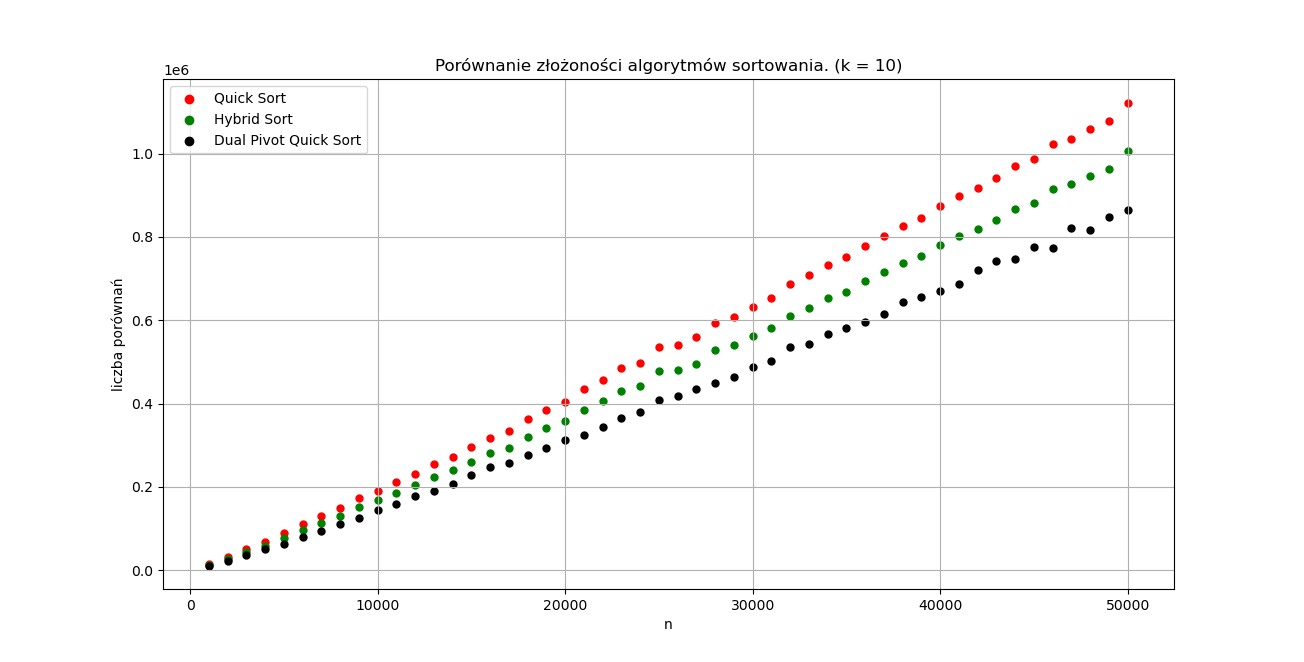 Porównanie złożoności algorytmów sortowania. (k = 10)
1e6
Quick Sort
Hybrid Sort
Dual Pivot Quick Sort
1.0
0.8
0.6
0.4
0.2
0.0
liczba porównań
0 10000 20000 30000 40000 50000
n